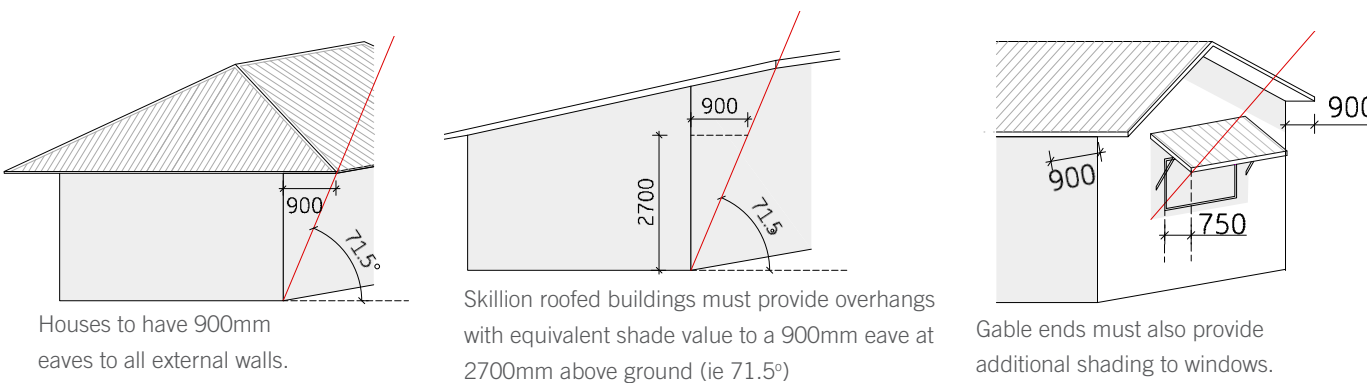 900
71.5°
Houses to have 900mm
eaves to all external walls.
900
2700
71.5°
Skillion roofed buildings must provide overhangs
with equivalent shade value to a 900mm eave at
2700mm above ground (ie 71.5º)
900
900
750
Gable ends must also provide
additional shading to windows.